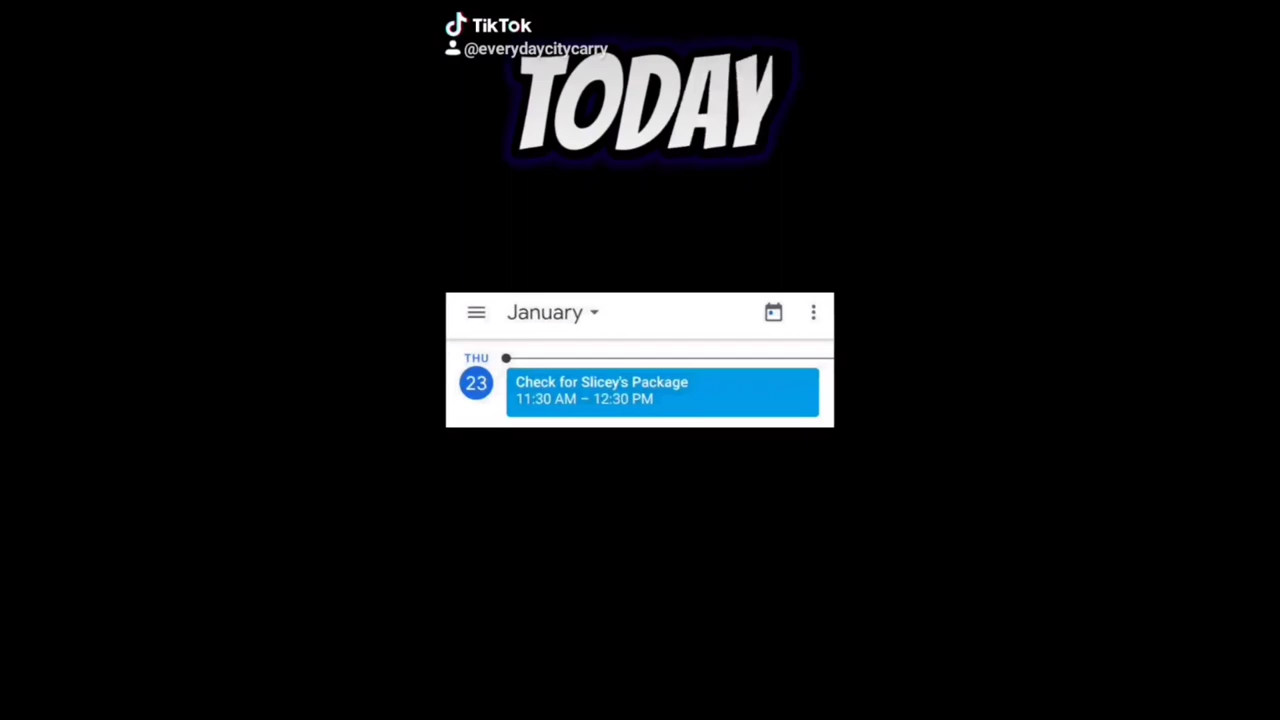 TikTok
@everydaycitycarry
TODAY
January
THU
23
Check for Slicey's Package
11:30 AM – 12:30 PM